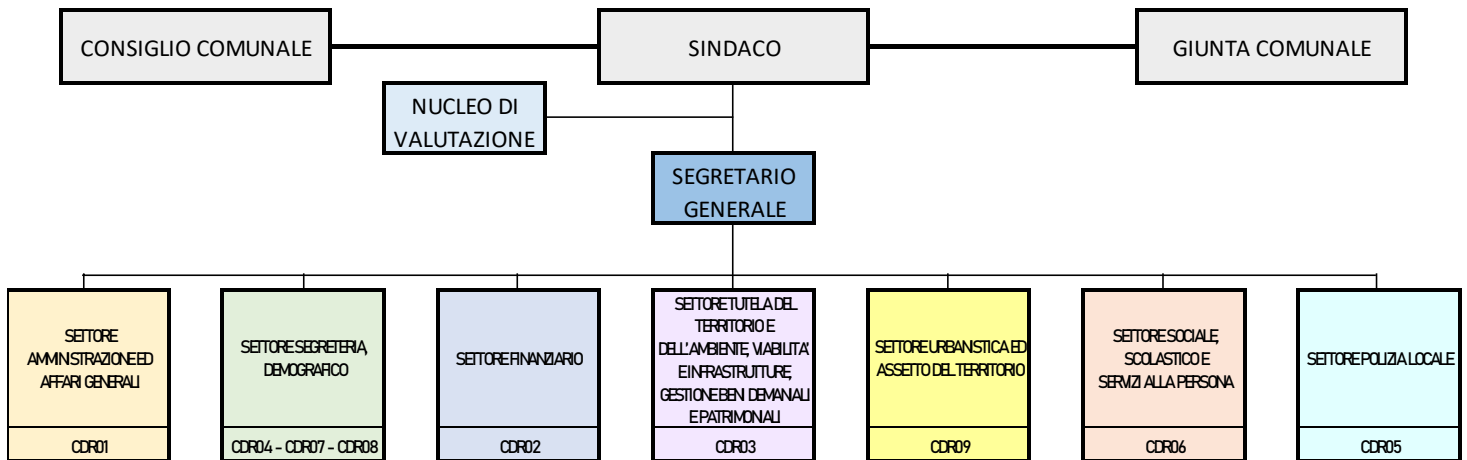 CONSIGLIO COMUNALE
SINDACO
GIUNTA COMUNALE
NUCLEO DI
VALUTAZIONE
SEGRETARIO
GENERALE
SETTORE
AMMINISTRAZIONE ED
AFFARI GENERALI
CDR01
SETTORE SEGRETERIA,
DEMOGRAFICO
CDR04 – CDR07 – CDR08
SETTORE FINANZIARIO
CDR02
SETTORE TUTELA DEL
TERRITORIO E
DELL'AMBIENTE, VIABILITA'
E INFRASTRUTTURE,
GESTIONE BENI DEMANIALI
E PATRIMONIALI
CDR03
SETTORE URBANISTICA ED
ASSETTO DEL TERRITORIO
CDR09
SETTORE SOCIALE,
SCOLASTICO E
SERVIZI ALLA PERSONA
CDR06
SETTORE POLIZIA LOCALE
CDR05